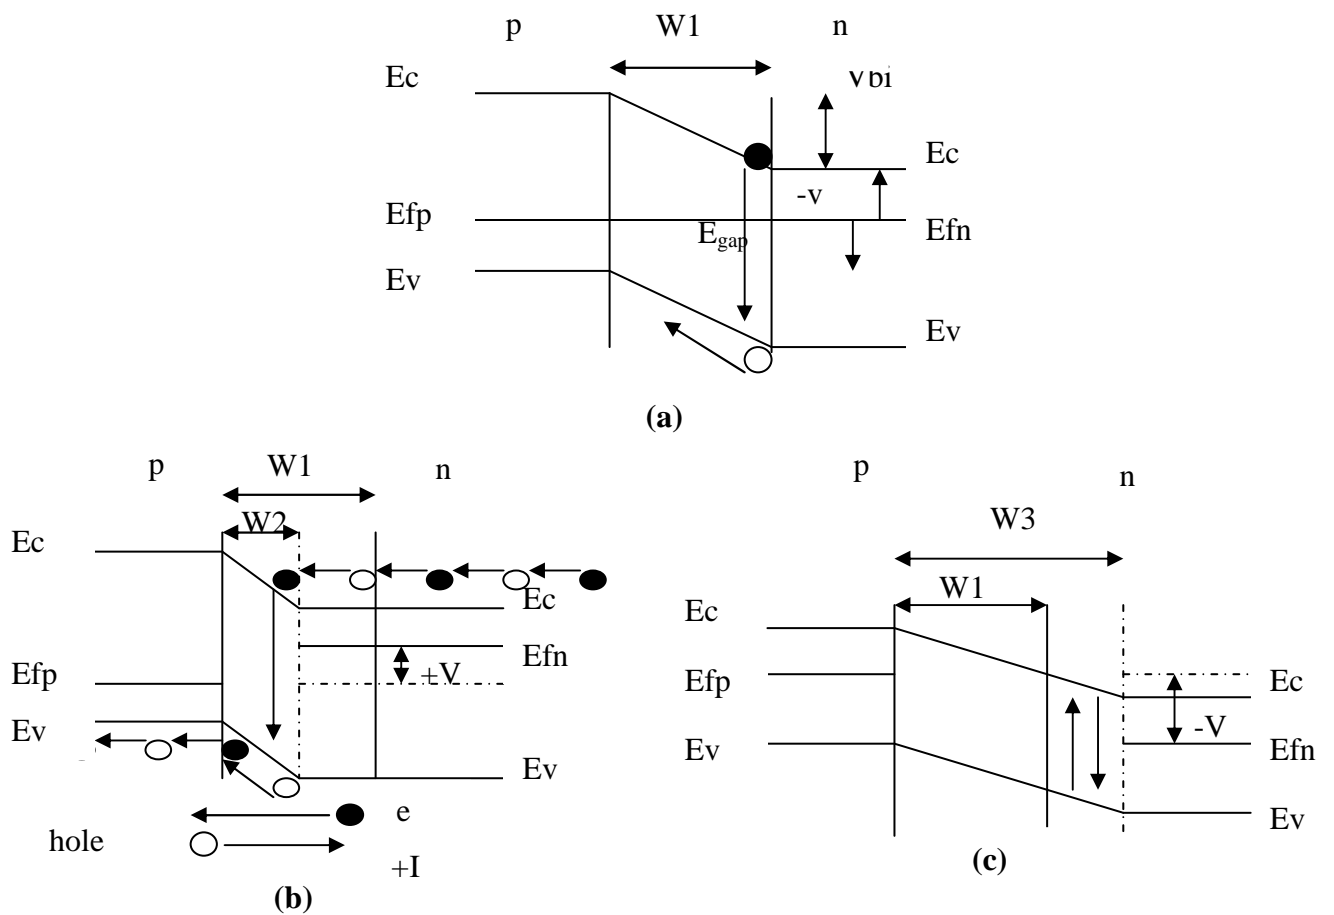 p W1 n
Ec
Vbi
Ec
-v
Efp
Efn
Egap
Ev
Ev
(a)
p W1 n
W2
Ec
Ec
Efn
Efp
+V
Ev
Ev
e
hole
+I
(b)
p
n
W3
W1
Ec
Efp
Ec
-V
Ev
Efn
Ev
(c)